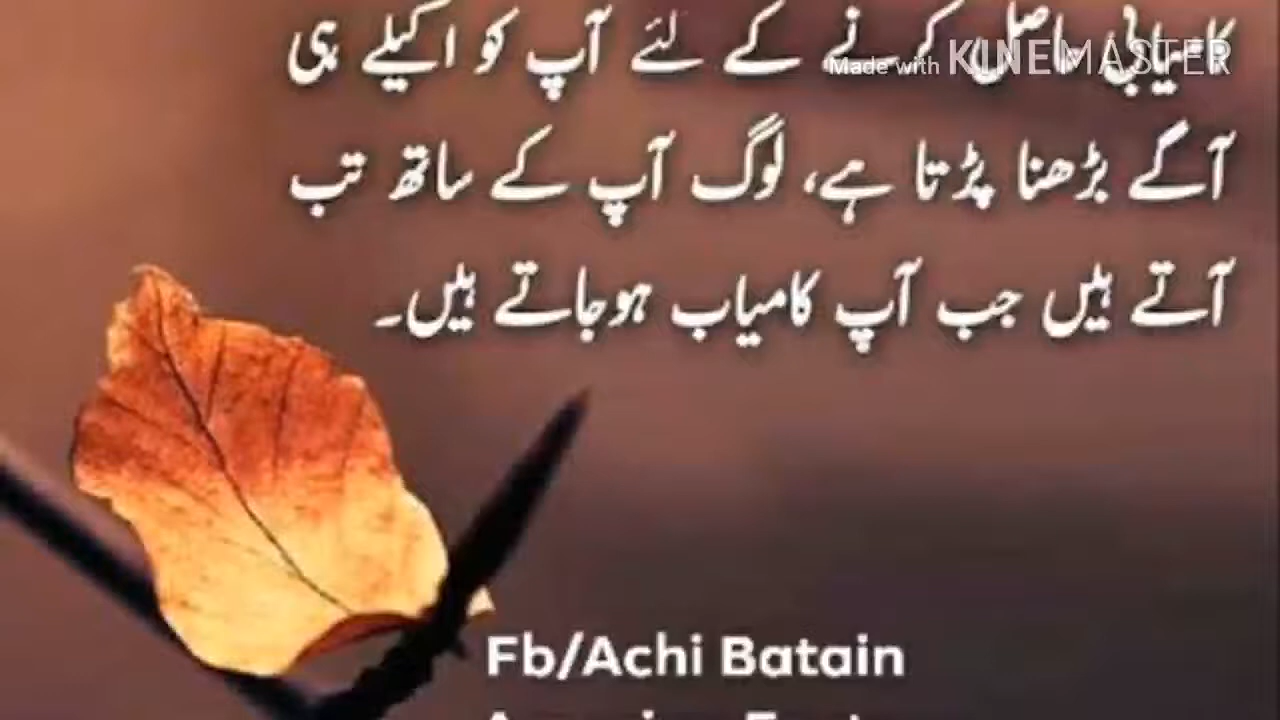 کامیابی حاصل کرنے کے لئے آپ کو اکیلے ہی
Made with KINEMASTER
آگے بڑھنا پڑتا ہے، لوگ آپ کے ساتھ تب
آتے ہیں جب آپ کامیاب ہوجاتے ہیں۔
Fb/Achi Batain